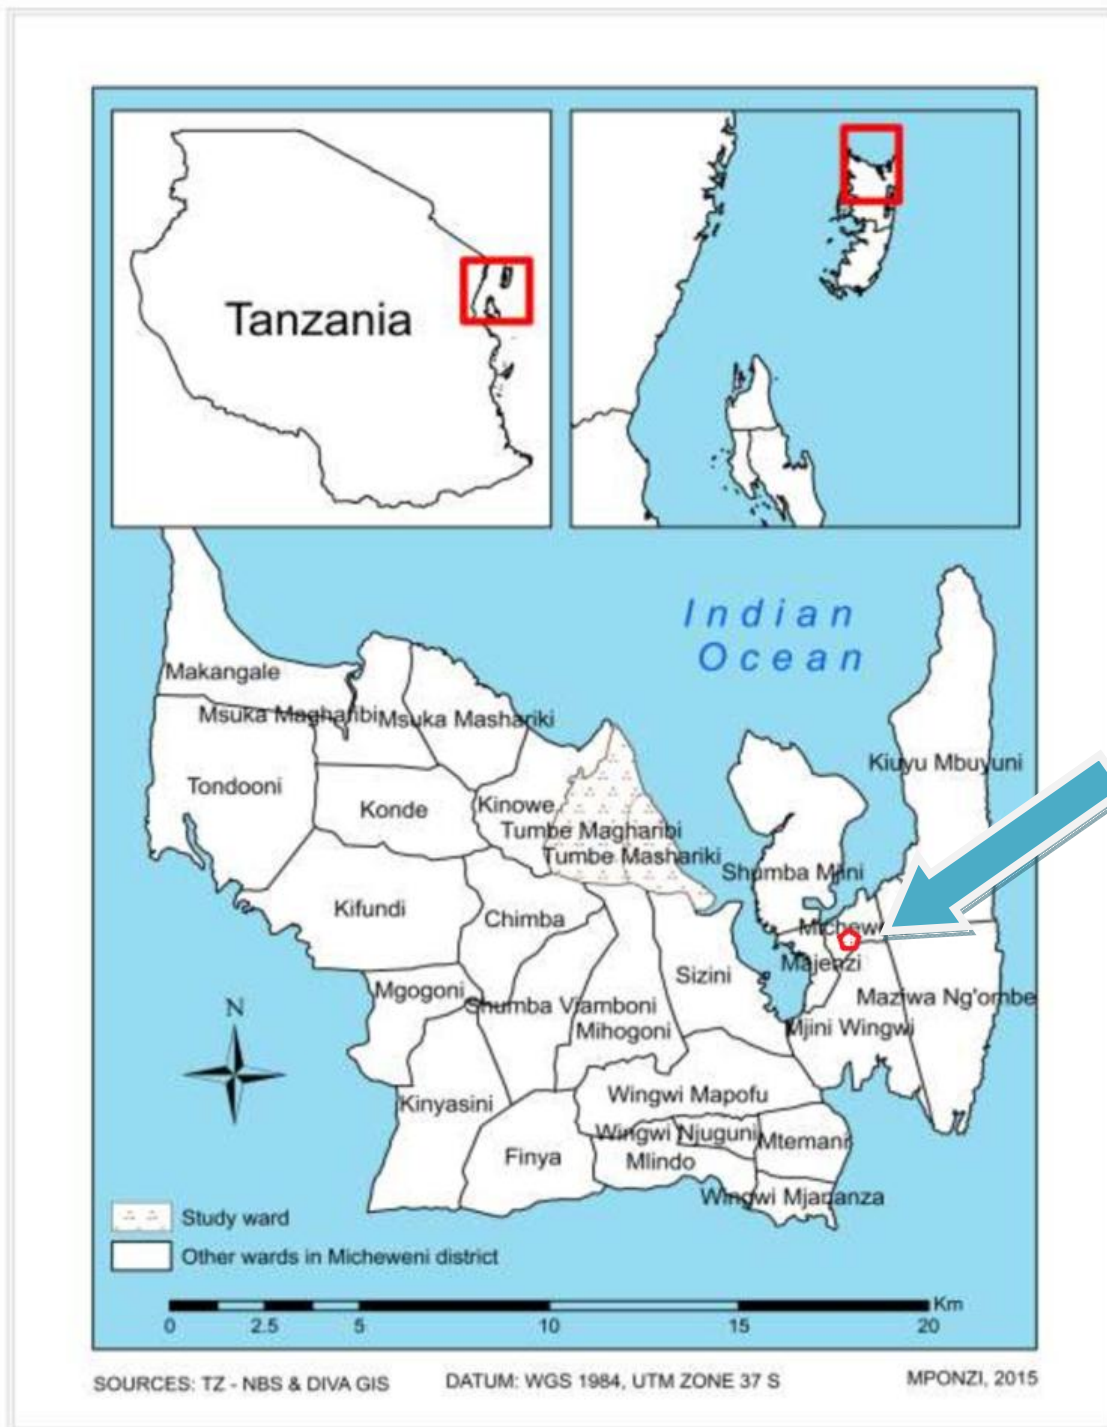 Tanzania
Indian
Ocean
Makangale
Msuka Magharibi
Msuka Mashariki
Kiuyu Mbuyuni
Tondooni
Konde
Kinowe
Tumbe Magharibi
Tumbe Mashariki
Shumba Mjini
Kifundi
Chimba
Majenzi
Sizini
Mgogoni
Shumba Viamboni
Maziwa Ng'ombe
Mihogoni
Mjini Wingwi
N
Kinyasini
Wingwi Mapofu
Wingwi Njuguni
Mtemani
Finya
Mlindo
Wingwi Mjananza
Study ward
Other wards in Micheweni district
Km
0 2.5 5 10 15 20
SOURCES: TZ - NBS & DIVA GIS DATUM: WGS 1984, UTM ZONE 37 S MPONZI, 2015